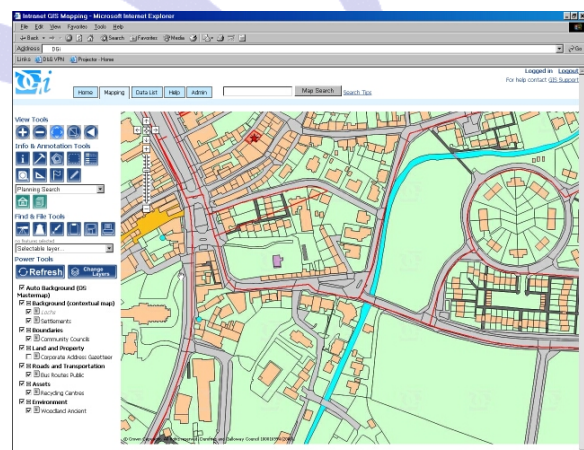 Intranet GIS Mapping - Microsoft Internet Explorer
File Edit View Favorites Tools Help
Back Search Favorites Media
Address DGi
Links D&G VPN Projects - Home
Logged in Logout
For help contact GIS Support
Home Mapping Data List Help Admin Map Search Search Tips
View Tools
Info & Annotation Tools
Planning Search
Find & File Tools
no features selected
Selectable layer...
Power Tools
Refresh Change Layers
Auto Background (OS Mastermap)
Background (contextual map)
Lochs
Settlements
Boundaries
Community Councils
Land and Property
Corporate Address Gazetteer
Roads and Transportation
Bus Routes Public
Assets
Recycling Centres
Environment
Woodland Ancient